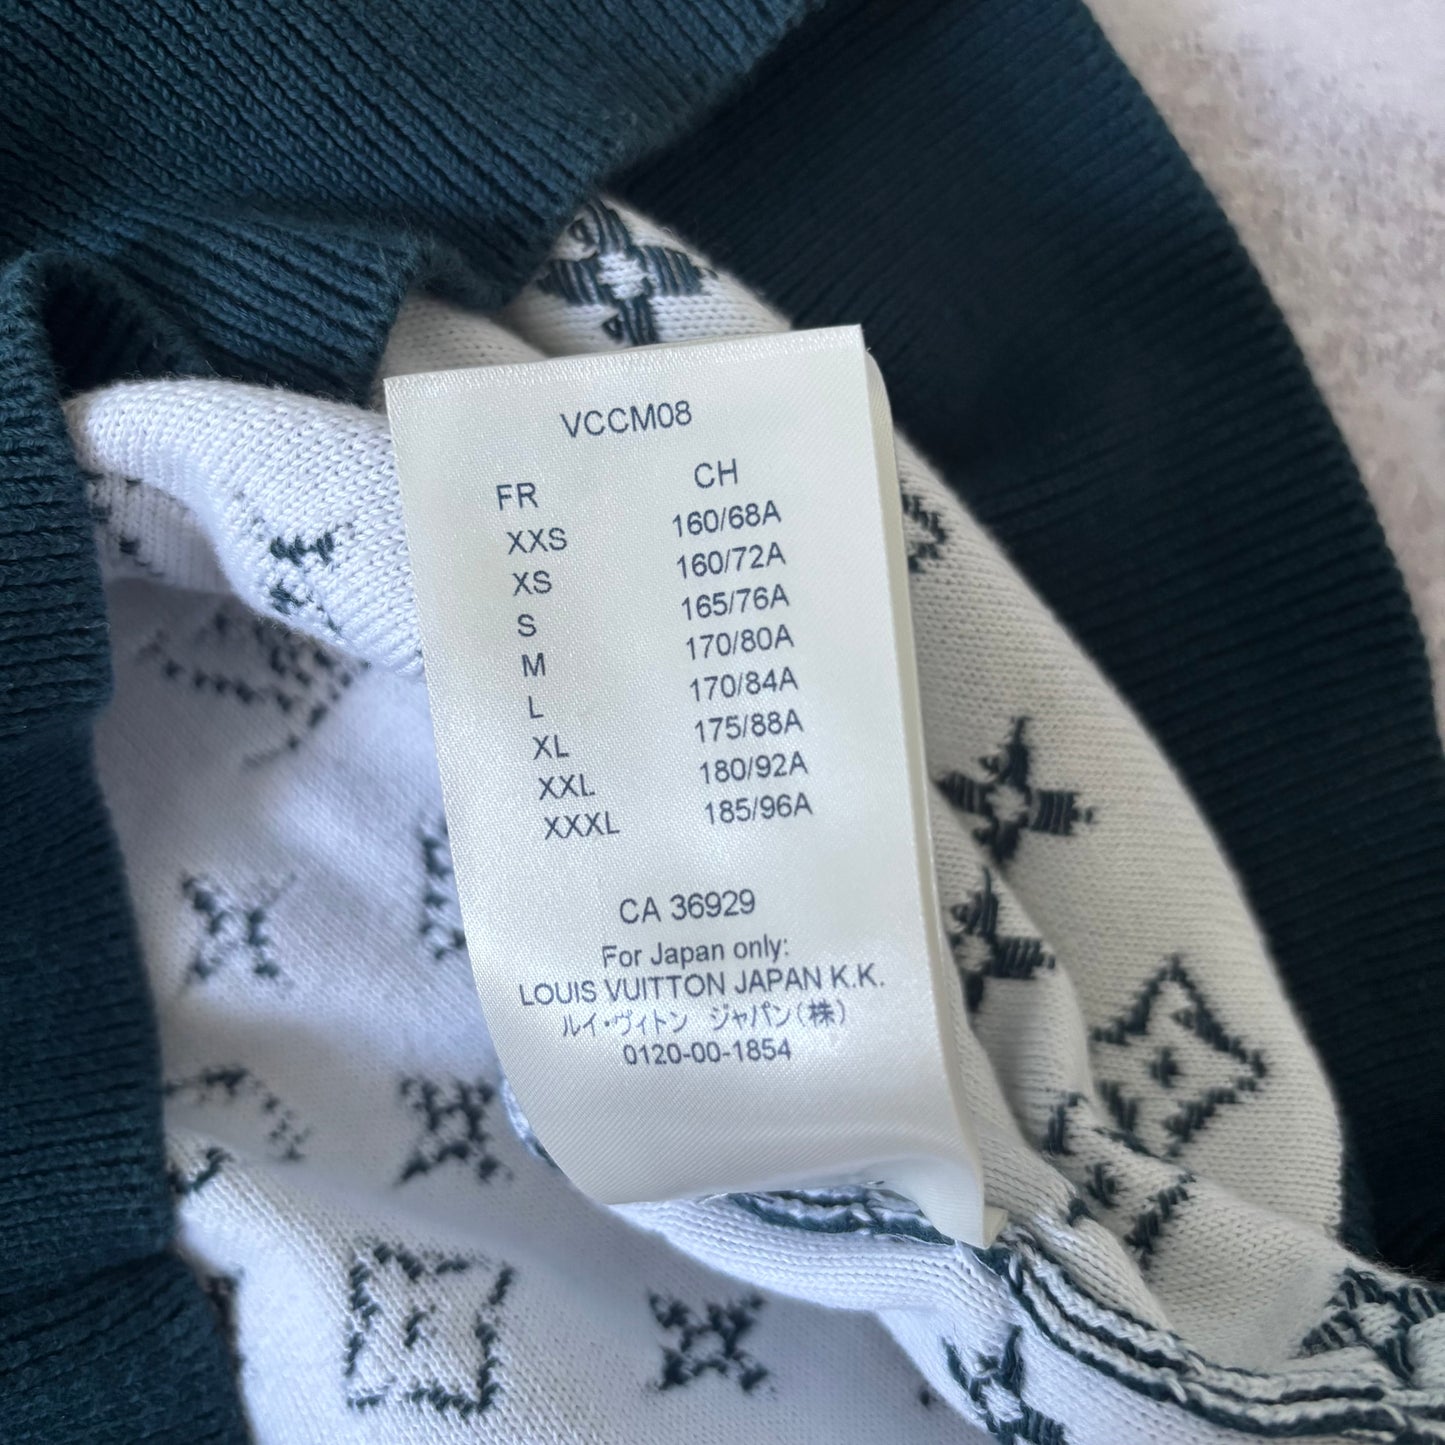 VCCM08
FR CH
XXS 160/68A
XS 160/72A
S 165/76A
M 170/80A
L 170/84A
XL 175/88A
XXL 180/92A
XXXL 185/96A
CA 36929
For Japan only:
LOUIS VUITTON JAPAN K.K.
ルイ・ヴィトン ジャパン(株)
0120-00-1854